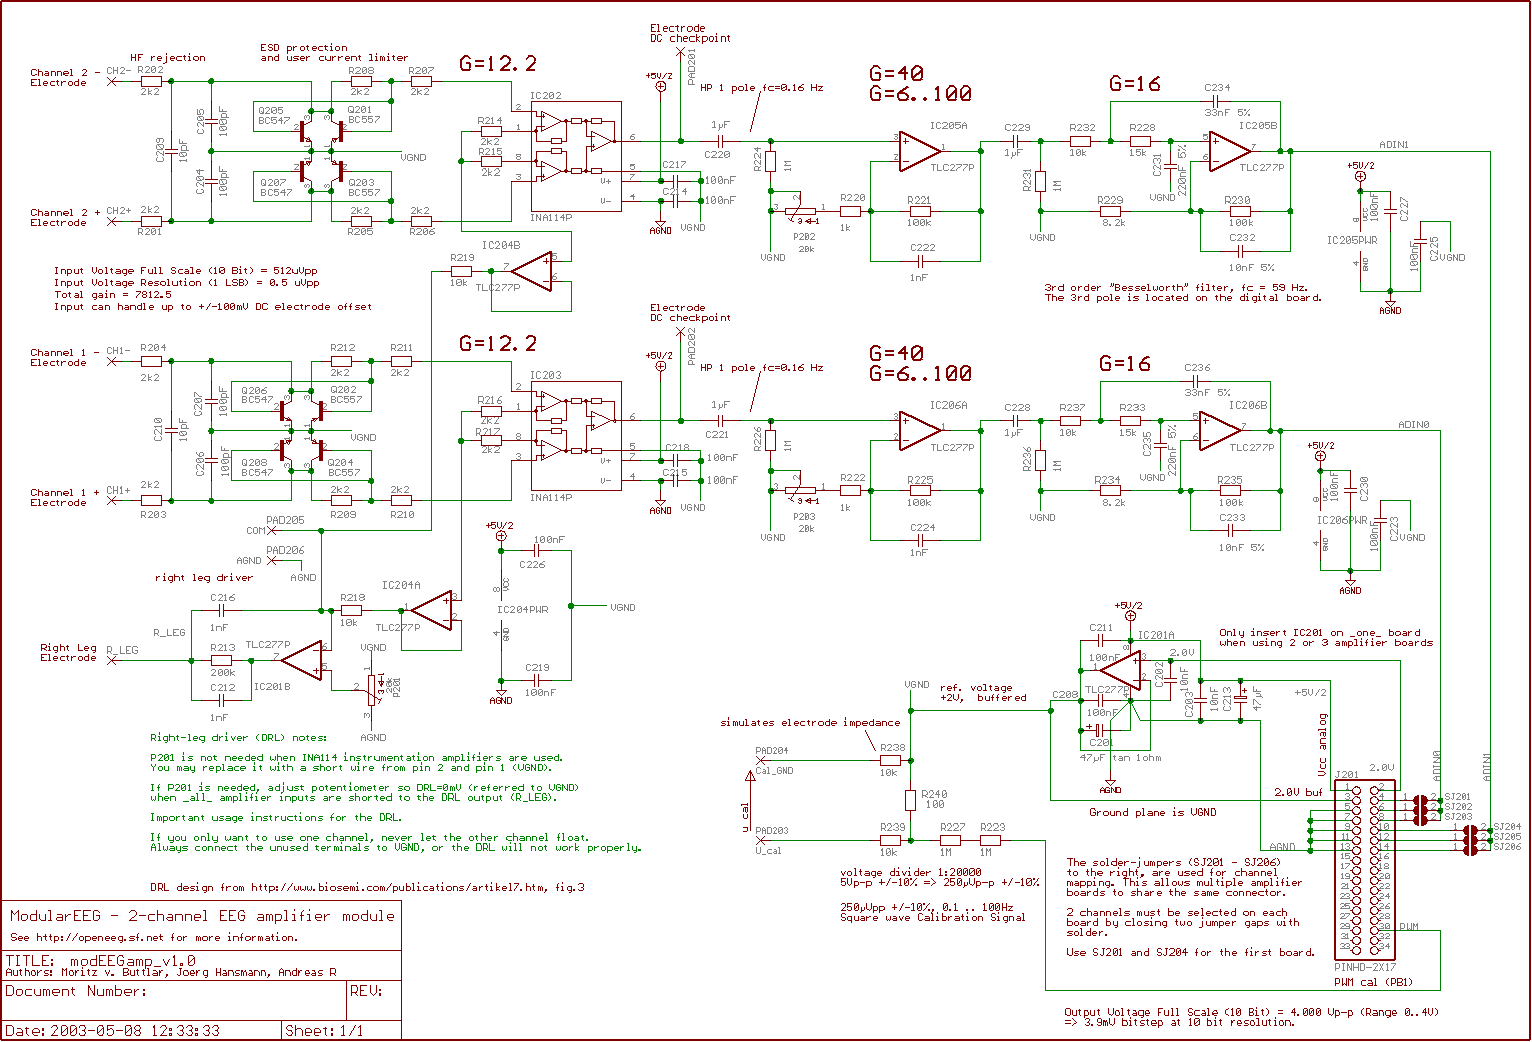 Electrode
DC checkpoint
HF rejection
ESD protection
and user current limiter
G=12.2
+5V/2
PAD201
HP 1 pole fc=0.16 Hz
G=40
G=6..100
G=16
C234
33nF 5%
Channel 2 -
Electrode
CH2-
R202
2k2
R208
2k2
R207
2k2
IC202
INA114P
C205
100pF
C209
10pF
C204
100pF
Q205
BC547
Q201
BC557
Q207
BC547
Q203
BC557
VGND
R214
2k2
R215
2k2
V+
V-
C217
100nF
C214
100nF
AGND
VGND
1µF
C220
R224
1M
P202
20k
VGND
R220
1k
R221
100k
C222
1nF
IC205A
TLC277P
C229
1µF
R231
1M
VGND
R232
10k
R228
15k
C231
220nF 5%
VGND
R229
8.2k
IC205B
TLC277P
R230
100k
C232
10nF 5%
ADIN1
+5V/2
C227
100nF
IC205PWR
VCC
GND
C225
100nF
VGND
AGND
Channel 2 +
Electrode
CH2+
2k2
R201
2k2
R205
2k2
R206
IC204B
TLC277P
R219
10k
Input Voltage Full Scale (10 Bit) = 512uVpp
Input Voltage Resolution (1 LSB) = 0.5 uVpp
Total gain = 7812.5
Input can handle up to +/-100mV DC electrode offset
3rd order "Besselworth" filter, fc = 59 Hz.
The 3rd pole is located on the digital board.
Electrode
DC checkpoint
G=12.2
+5V/2
PAD202
HP 1 pole fc=0.16 Hz
G=40
G=6..100
G=16
C236
33nF 5%
Channel 1 -
Electrode
CH1-
R204
2k2
R212
2k2
R211
2k2
IC203
INA114P
C207
100pF
C210
10pF
C206
100pF
Q206
BC547
Q202
BC557
Q208
BC547
Q204
BC557
VGND
R216
2k2
R217
2k2
V+
V-
C218
100nF
C215
100nF
AGND
VGND
1µF
C221
R226
1M
P203
20k
VGND
R222
1k
R225
100k
C224
1nF
IC206A
TLC277P
C228
1µF
R236
1M
VGND
R237
10k
R233
15k
C235
220nF 5%
VGND
R234
8.2k
IC206B
TLC277P
R235
100k
C233
10nF 5%
ADIN0
+5V/2
C230
100nF
IC206PWR
VCC
GND
C223
100nF
VGND
AGND
Channel 1 +
Electrode
CH1+
2k2
R203
2k2
R209
2k2
R210
PAD205
COM
PAD206
AGND
AGND
right leg driver
C216
1nF
R_LEG
Right Leg
Electrode
R_LEG
R213
200k
C212
1nF
TLC277P
IC201B
R218
10k
IC204A
TLC277P
VGND
P201
20k
AGND
+5V/2
100nF
C226
VCC
IC204PWR
GND
VGND
C219
100nF
AGND
Right-leg driver (DRL) notes:
P201 is not needed when INA114 instrumentation amplifiers are used.
You may replace it with a short wire from pin 2 and pin 1 (VGND).
If P201 is needed, adjust potentiometer so DRL=0mV (referred to VGND)
when _all_ amplifier inputs are shorted to the DRL output (R_LEG).
Important usage instructions for the DRL.
If you only want to use one channel, never let the other channel float.
Always connect the unused terminals to VGND, or the DRL will not work properly.
DRL design from http://www.biosemi.com/publications/artikel7.htm, fig.3
+5V/2
C211
100nF
IC201A
TLC277P
2.0V
C202
10nF
C203
10nF
C213
47µF
+5V/2
C208
100nF
C201
47µF tan 1ohm
AGND
Ground plane is VGND
Only insert IC201 on _one_ board
when using 2 or 3 amplifier boards
VGND
ref. voltage
+2V, buffered
simulates electrode impedance
PAD204
Cal_GND
R238
10k
R240
100
u_cal
PAD203
U_cal
R239
10k
R227
1M
R223
1M
voltage divider 1:20000
5Vp-p +/-10% => 250µVp-p +/-10%
250µVpp +/-10%, 0.1 .. 100Hz
Square wave Calibration Signal
Vcc analog
J201
2.0V
2.0V buf
AGND
ADIN0
ADIN1
SJ201
SJ202
SJ203
SJ204
SJ205
SJ206
PWM
PINHD-2X17
PWM cal (PB1)
The solder-jumpers (SJ201 - SJ206)
to the right, are used for channel
mapping. This allows multiple amplifier
boards to share the same connector.
2 channels must be selected on each
board by closing two jumper gaps with
solder.
Use SJ201 and SJ204 for the first board.
Output Voltage Full Scale (10 Bit) = 4.000 Vp-p (Range 0..4V)
=> 3.9mV bitstep at 10 bit resolution.
ModularEEG - 2-channel EEG amplifier module
See http://openeeg.sf.net for more information.
TITLE: modEEGamp_v1.0
Authors: Moritz v. Buttlar, Joerg Hansmann, Andreas R
Document Number:
REV:
Date: 2003-05-08 12:33:33
Sheet: 1/1